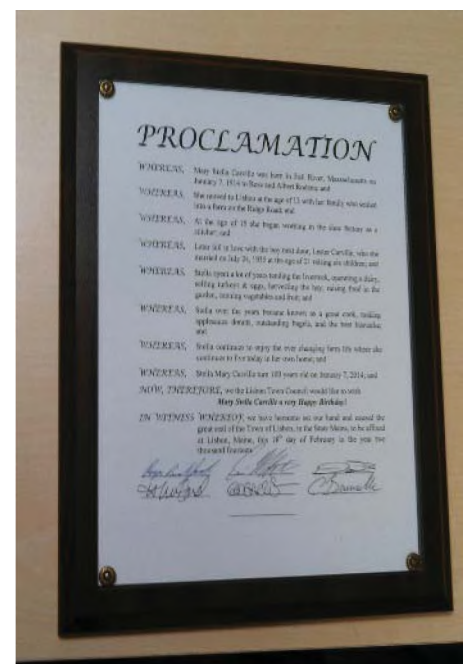 PROCLAMATION
WHEREAS, Mary Stella Carville was born in Fall River, Massachusetts on
January 7, 1914 to Rose and Albert and
WHEREAS, She moved to Lisbon at the age of 11 with her family who settled
into a farm on the Ridge Road; and
WHEREAS, At the age of 15 she began working in the shoe factory as a
stitcher; and
WHEREAS, Later fell in love with the boy next door, Lester Carville, who she
married on July 26, at the age of 21 raising six children; and
WHEREAS, Stella spent a lot of years tending the livestock, operating a dairy,
selling turkeys & eggs, harvesting the hay, raising food in the
garden, canning vegetables and fruit; and
WHEREAS, Stella over the years became known as a great cook, making
applesauce donuts, outstanding and the best biscuits;
and
WHEREAS, Stella continues to enjoy the ever changing farm life where she
continues to live today in her own home; and
WHEREAS, Stella Mary Carville turn 100 years old on January 7, 2014; and
NOW, THEREFORE, we the Lisbon Town Council would like to wish
Mary Stella Carville a very Happy Birthday!
IN WITNESS WHEREOF, we have hereunto set our hand and caused the
great seal of the Town of Lisbon, in the State Maine, to be affixed
at Lisbon, Maine, this 18th day of February in the year two
thousand fourteen.